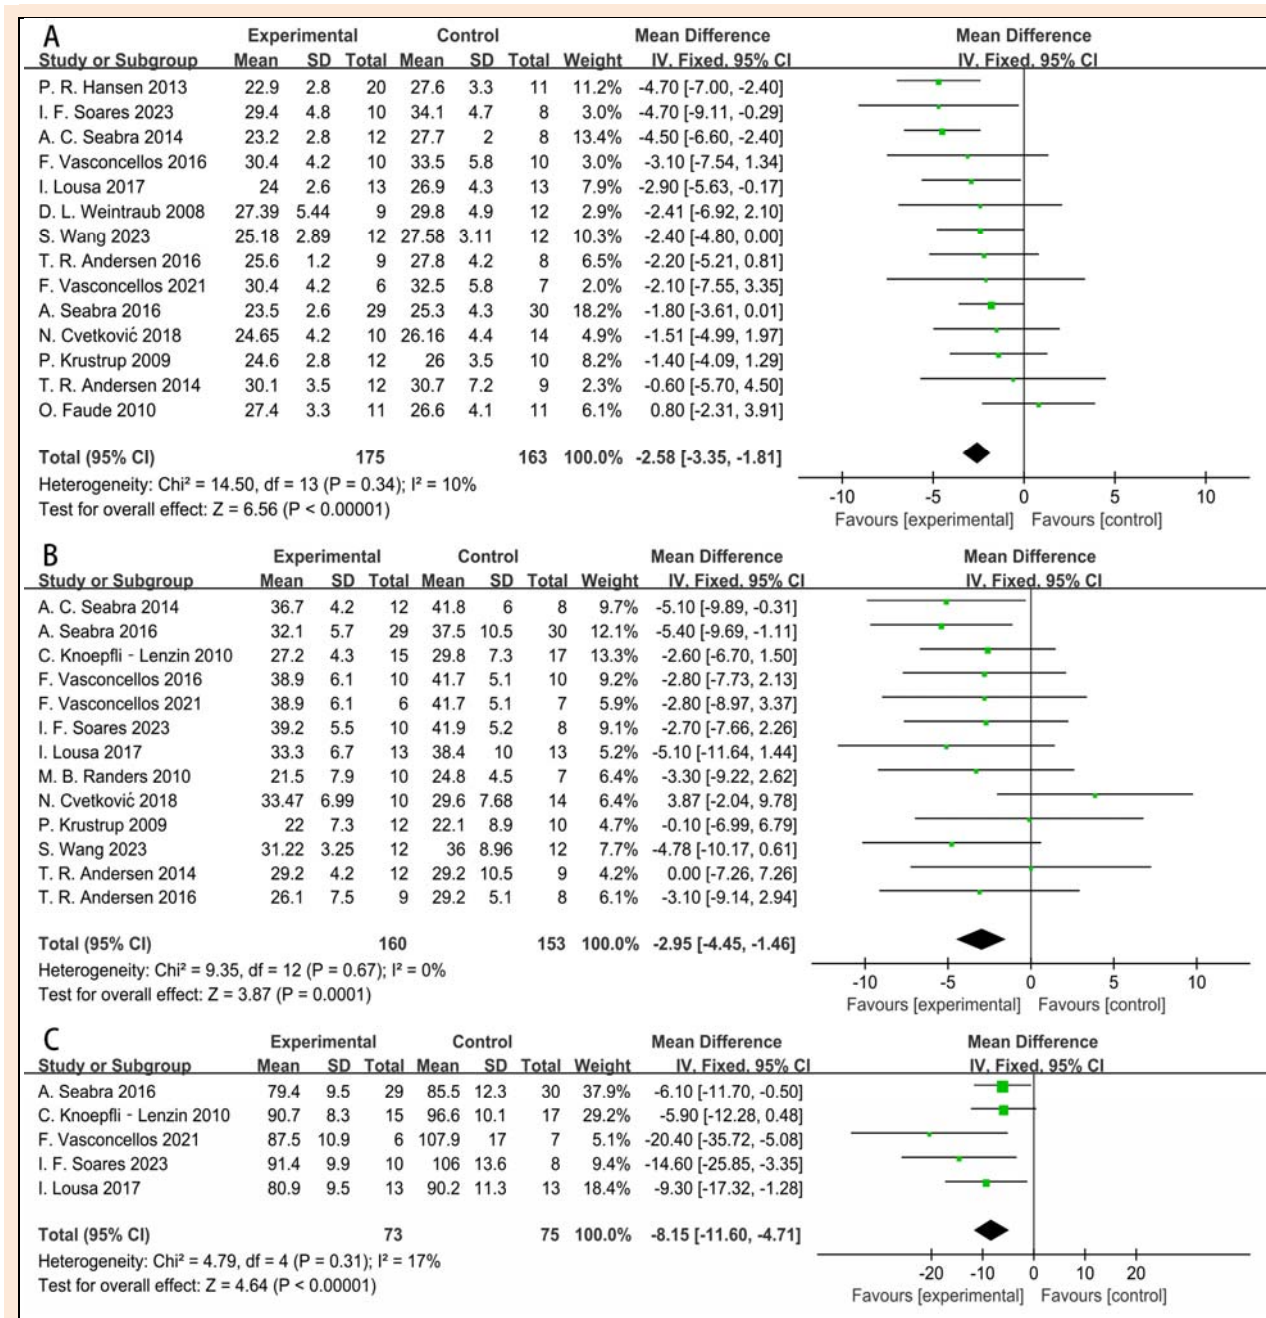 A Experimental Control Mean Difference Mean Difference
Study or Subgroup Mean SD Total Mean SD Total Weight IV, Fixed, 95% CI IV, Fixed, 95% CI
P. R. Hansen 2013 22.9 2.8 20 27.6 3.3 11 11.2% -4.70 [-7.00, -2.40]
I. F. Soares 2023 29.4 4.8 10 34.1 4.7 8 3.0% -4.70 [-9.11, -0.29]
A. C. Seabra 2014 23.2 2.8 12 27.7 2 8 13.4% -4.50 [-6.60, -2.40]
F. Vasconcellos 2016 30.4 4.2 10 33.5 5.8 10 3.0% -3.10 [-7.54, 1.34]
I. Lousa 2017 24 2.6 13 26.9 4.3 13 7.9% -2.90 [-5.63, -0.17]
D. L. Weintraub 2008 27.39 5.44 9 29.8 4.9 12 2.9% -2.41 [-6.92, 2.10]
S. Wang 2023 25.18 2.89 12 27.58 3.11 12 10.3% -2.40 [-4.80, 0.00]
T. R. Andersen 2016 25.6 1.2 9 27.8 4.2 8 6.5% -2.20 [-5.21, 0.81]
F. Vasconcellos 2021 30.4 4.2 6 32.5 5.8 7 2.0% -2.10 [-7.55, 3.35]
A. Seabra 2016 23.5 2.6 29 25.3 4.3 30 18.2% -1.80 [-3.61, 0.01]
N. Cvetković 2018 24.65 4.2 10 26.16 4.4 14 4.9% -1.51 [-4.99, 1.97]
P. Krustrup 2009 24.6 2.8 12 26 3.5 10 8.2% -1.40 [-4.09, 1.29]
T. R. Andersen 2014 30.1 3.5 12 30.7 7.2 9 2.3% -0.60 [-5.70, 4.50]
O. Faude 2010 27.4 3.3 11 26.6 4.1 11 6.1% 0.80 [-2.31, 3.91]
Total (95% CI) 175 163 100.0% -2.58 [-3.35, -1.81]
Heterogeneity: Chi² = 14.50, df = 13 (P = 0.34); I² = 10%
Test for overall effect: Z = 6.56 (P < 0.00001)
-10 -5 0 5 10
Favours [experimental] Favours [control]
B Experimental Control Mean Difference Mean Difference
Study or Subgroup Mean SD Total Mean SD Total Weight IV, Fixed, 95% CI IV, Fixed, 95% CI
A. C. Seabra 2014 36.7 4.2 12 41.8 6 8 9.7% -5.10 [-9.89, -0.31]
A. Seabra 2016 32.1 5.7 29 37.5 10.5 30 12.1% -5.40 [-9.69, -1.11]
C. Knoepfli - Lenzin 2010 27.2 4.3 15 29.8 7.3 17 13.3% -2.60 [-6.70, 1.50]
F. Vasconcellos 2016 38.9 6.1 10 41.7 5.1 10 9.2% -2.80 [-7.73, 2.13]
F. Vasconcellos 2021 38.9 6.1 6 41.7 5.1 7 5.9% -2.80 [-8.97, 3.37]
I. F. Soares 2023 39.2 5.5 10 41.9 5.2 8 9.1% -2.70 [-7.66, 2.26]
I. Lousa 2017 33.3 6.7 13 38.4 10 13 5.2% -5.10 [-11.64, 1.44]
M. B. Randers 2010 21.5 7.9 10 24.8 4.5 7 6.4% -3.30 [-9.22, 2.62]
N. Cvetković 2018 33.47 6.99 10 29.6 7.68 14 6.4% 3.87 [-2.04, 9.78]
P. Krustrup 2009 22 7.3 12 22.1 8.9 10 4.7% -0.10 [-6.99, 6.79]
S. Wang 2023 31.22 3.25 12 36 8.96 12 7.7% -4.78 [-10.17, 0.61]
T. R. Andersen 2014 29.2 4.2 12 29.2 10.5 9 4.2% 0.00 [-7.26, 7.26]
T. R. Andersen 2016 26.1 7.5 9 29.2 5.1 8 6.1% -3.10 [-9.14, 2.94]
Total (95% CI) 160 153 100.0% -2.95 [-4.45, -1.46]
Heterogeneity: Chi² = 9.35, df = 12 (P = 0.67); I² = 0%
Test for overall effect: Z = 3.87 (P = 0.0001)
-10 -5 0 5 10
Favours [experimental] Favours [control]
C Experimental Control Mean Difference Mean Difference
Study or Subgroup Mean SD Total Mean SD Total Weight IV, Fixed, 95% CI IV, Fixed, 95% CI
A. Seabra 2016 79.4 9.5 29 85.5 12.3 30 37.9% -6.10 [-11.70, -0.50]
C. Knoepfli - Lenzin 2010 90.7 8.3 15 96.6 10.1 17 29.2% -5.90 [-12.28, 0.48]
F. Vasconcellos 2021 87.5 10.9 6 107.9 17 7 5.1% -20.40 [-35.72, -5.08]
I. F. Soares 2023 91.4 9.9 10 106 13.6 8 9.4% -14.60 [-25.85, -3.35]
I. Lousa 2017 80.9 9.5 13 90.2 11.3 13 18.4% -9.30 [-17.32, -1.28]
Total (95% CI) 73 75 100.0% -8.15 [-11.60, -4.71]
Heterogeneity: Chi² = 4.79, df = 4 (P = 0.31); I² = 17%
Test for overall effect: Z = 4.64 (P < 0.00001)
-20 -10 0 10 20
Favours [experimental] Favours [control]